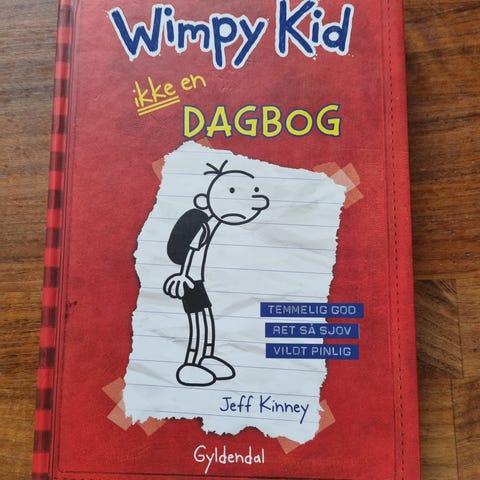 Wimpy Kid
ikke en
DAGBOG
TEMMELIG GOD
RET SÅ SJOV
VILDT PINLIG
Jeff Kinney
Gyldendal